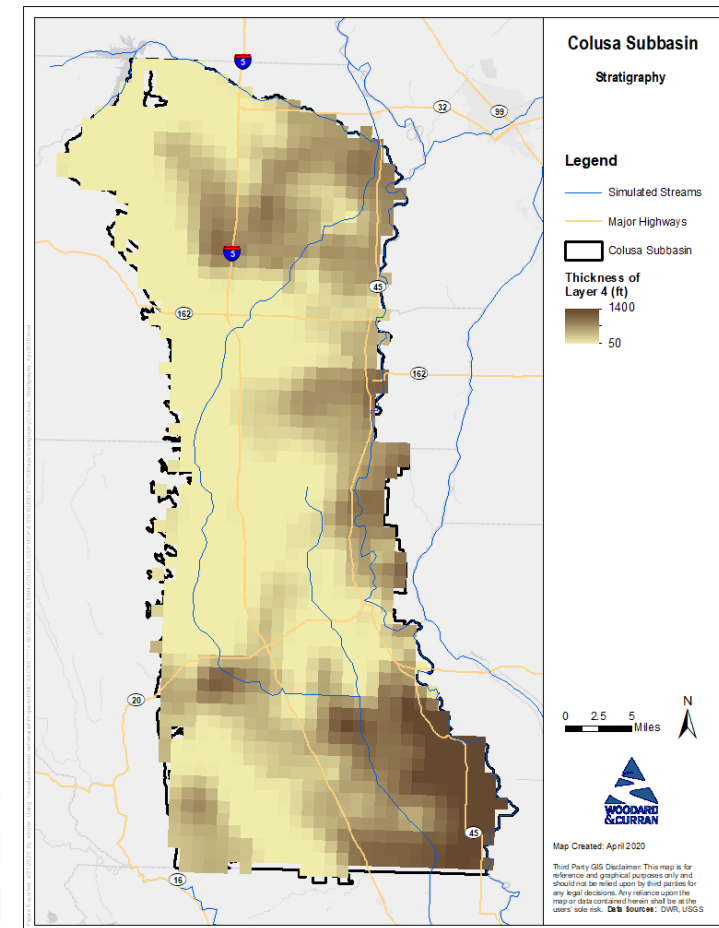 Colusa Subbasin
Stratigraphy
Legend
Simulated Streams
Major Highways
Colusa Subbasin
Thickness of
Layer 4 (ft)
1400
50
5
32
99
5
45
162
162
20
45
16
N
0 2.5 5
Miles
WOODARD
&CURRAN
Map Created: April 2020
Third Party GIS Disclaimer: This map is for
reference and graphical purposes only and
should not be relied upon by third parties for
any legal decisions. Any reliance upon the
map or data contained herein shall be at the
users' sole risk. Data Sources: DWR, USGS